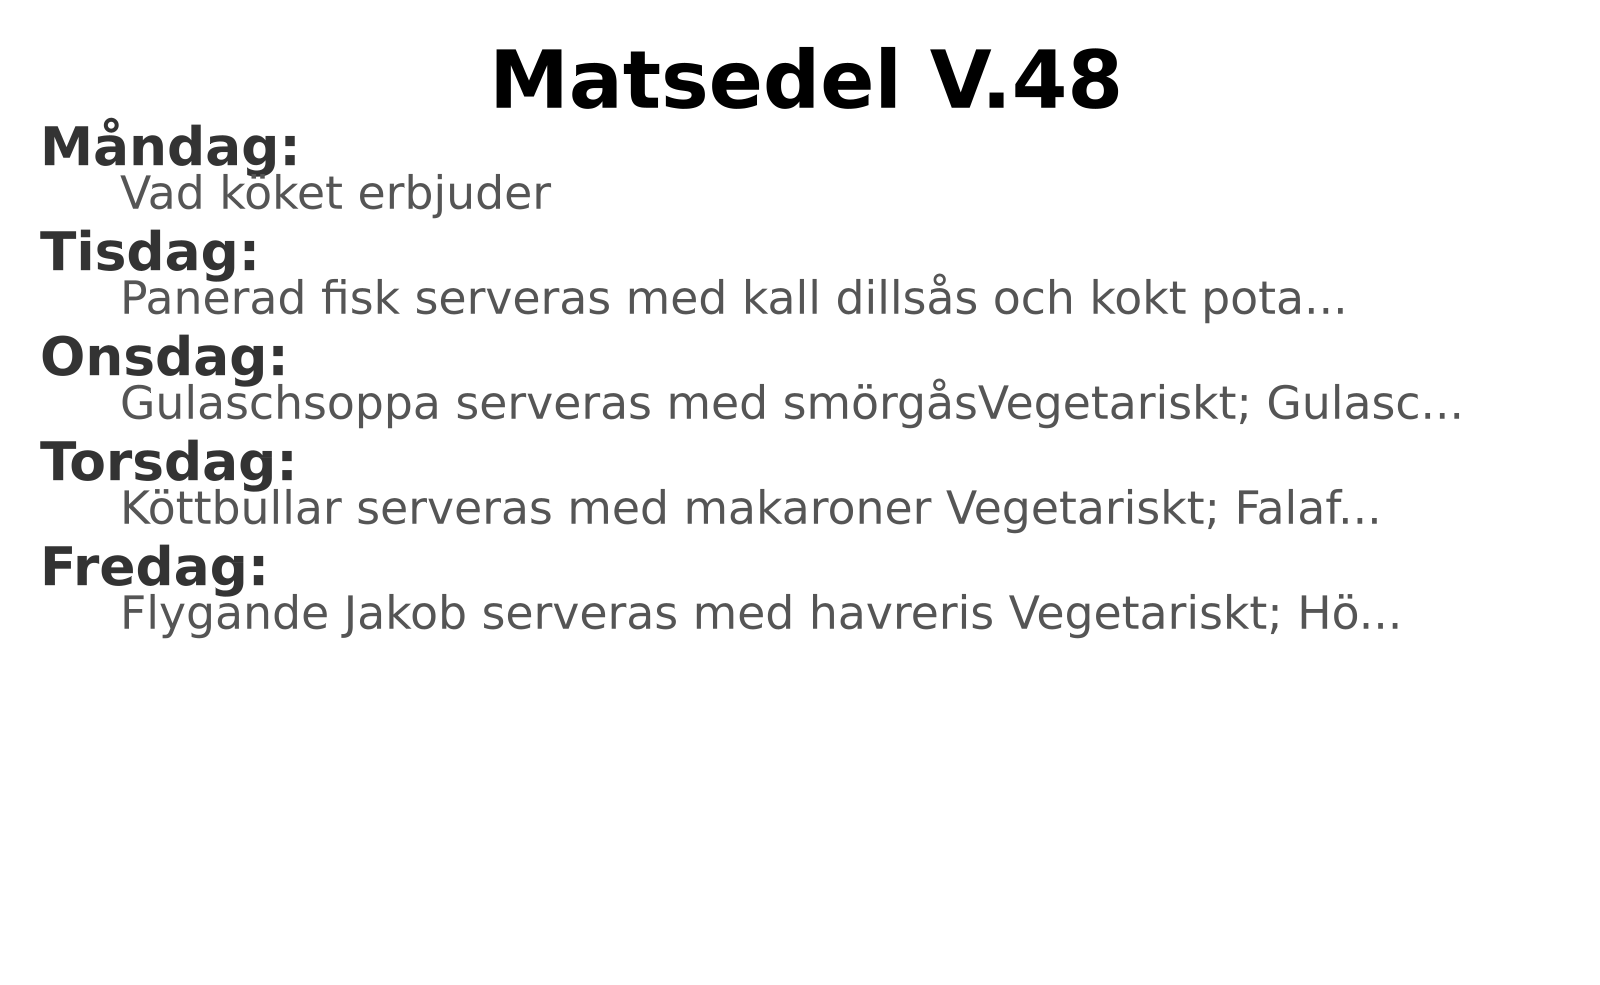 Matsedel V.48
Måndag:
Vad köket erbjuder
Tisdag:
Panerad fisk serveras med kall dillsås och kokt pota...
Onsdag:
Gulaschsoppa serveras med smörgåsVegetariskt; Gulasc...
Torsdag:
Köttbullar serveras med makaroner Vegetariskt; Falaf...
Fredag:
Flygande Jakob serveras med havreris Vegetariskt; Hö...